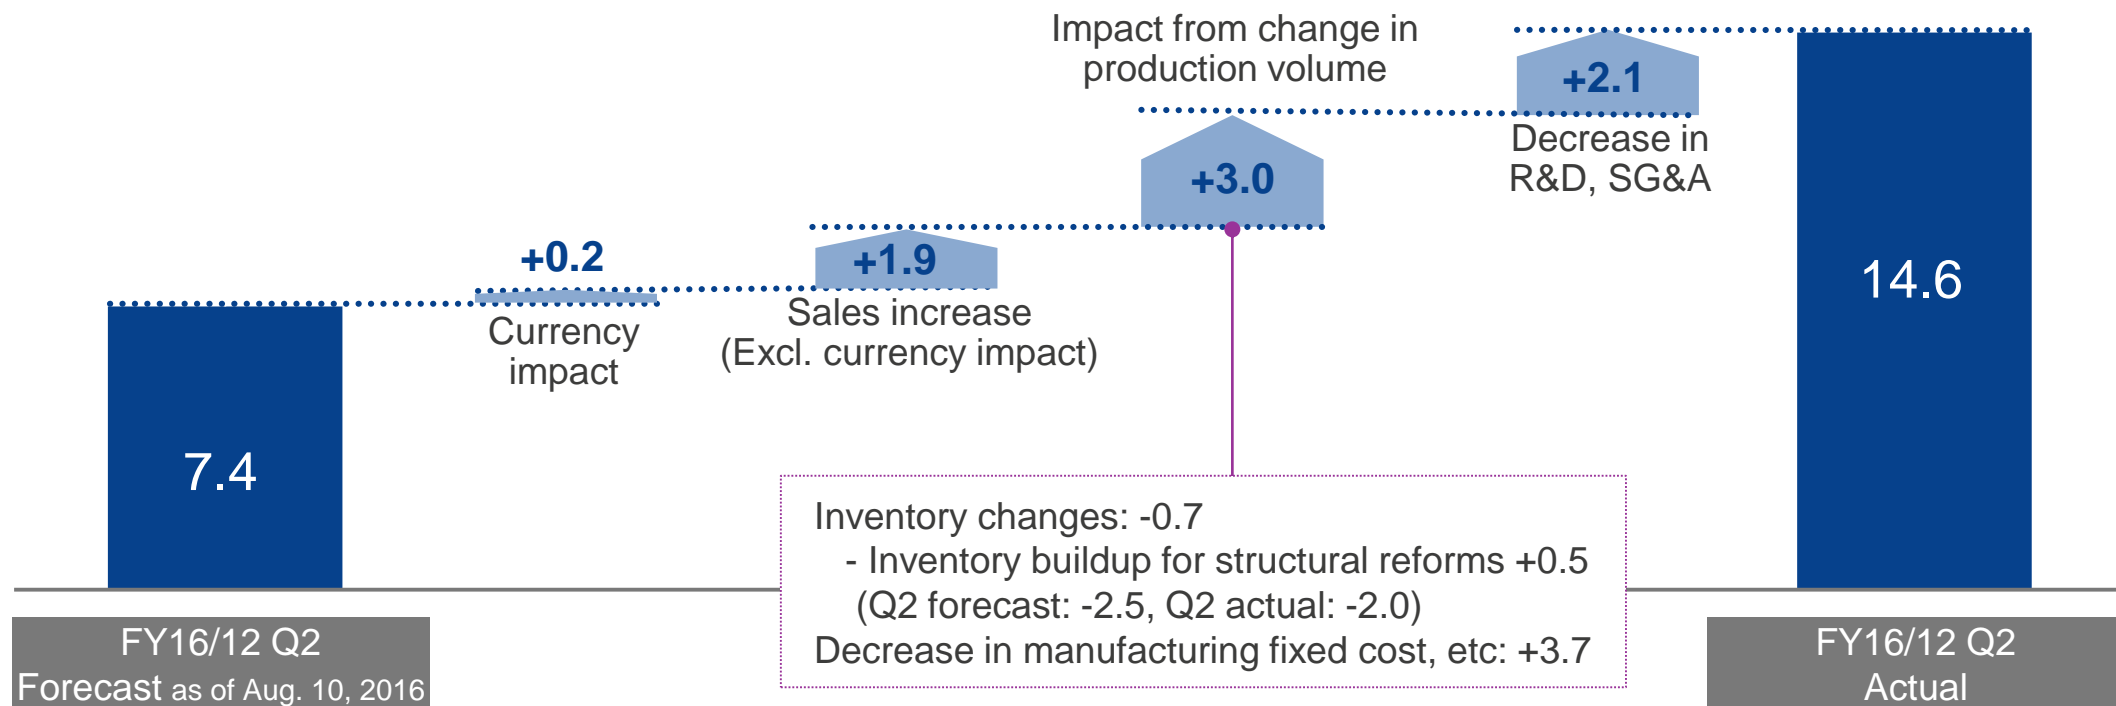 Impact from change in
production volume
+2.1
Decrease in
R&D, SG&A
+3.0
+0.2
Currency
impact
+1.9
Sales increase
(Excl. currency impact)
7.4
14.6
Inventory changes: -0.7
- Inventory buildup for structural reforms +0.5
(Q2 forecast: -2.5, Q2 actual: -2.0)
Decrease in manufacturing fixed cost, etc: +3.7
FY16/12 Q2
Forecast as of Aug. 10, 2016
FY16/12 Q2
Actual